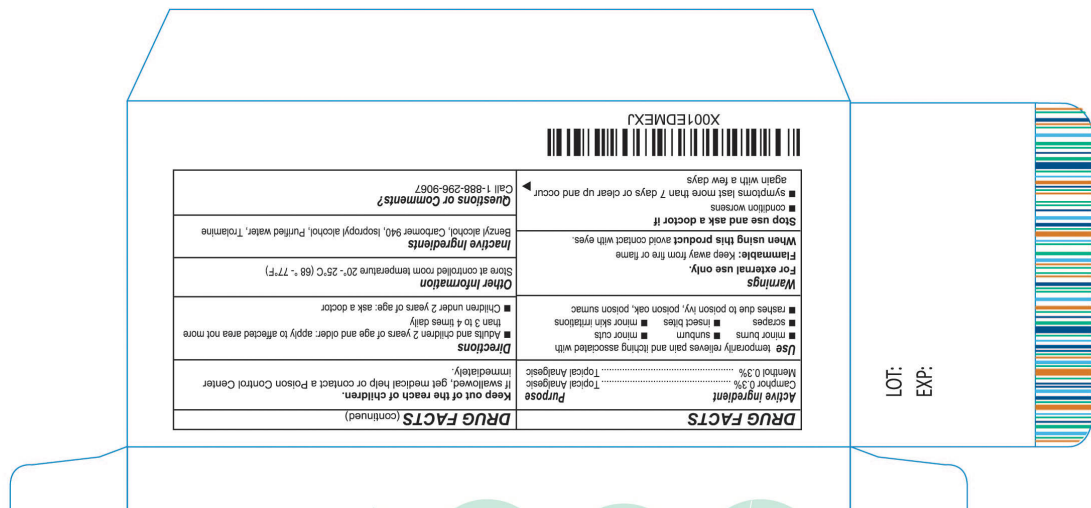 DRUG FACTS
Active ingredient Purpose
Camphor 0.3% ............................................. Topical Analgesic
Menthol 0.3% .............................................. Topical Analgesic
Use temporarily relieves pain and itching associated with
■ minor burns ■ sunburn ■ minor cuts
■ scrapes ■ insect bites ■ minor skin irritations
■ rashes due to poison ivy, poison oak, poison sumac
Warnings
For external use only.
Flammable: Keep away from fire or flame
When using this product avoid contact with eyes.
Stop use and ask a doctor if
■ condition worsens
■ symptoms last more than 7 days or clear up and occur
again with a few days
DRUG FACTS (continued)
Keep out of the reach of children.
If swallowed, get medical help or contact a Poison Control Center
immediately.
Directions
■ Adults and children 2 years of age and older: apply to affected area not more
than 3 to 4 times daily
■ Children under 2 years of age: ask a doctor
Other Information
Store at controlled room temperature 20°- 25°C (68 °- 77°F)
Inactive Ingredients
Benzyl alcohol, Carbomer 940, Isopropyl alcohol, Purified water, Trolamine
Questions or Comments?
Call 1-888-296-9067
X001EDMEXJ
LOT:
EXP: